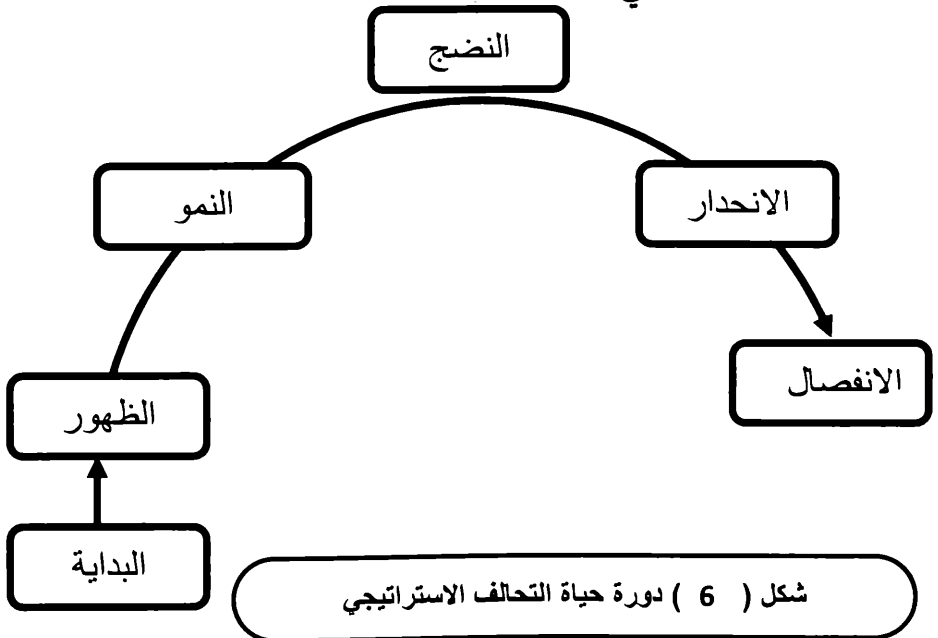 النضج
النمو
الانحدار
الانفصال
الظهور
البداية
شكل ( 6 ) دورة حياة التحالف الاستراتيجي